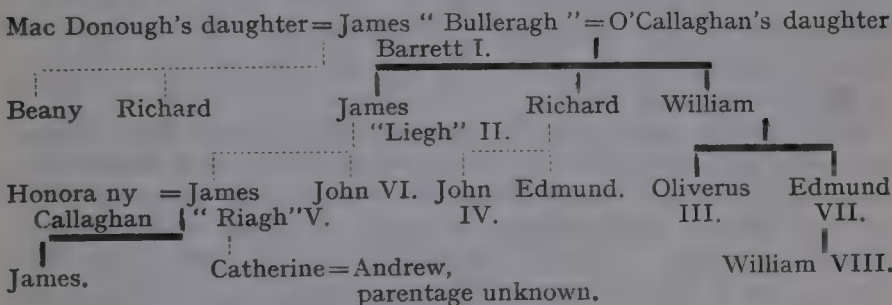 Mac Donough's daughter = James " Bulleragh " = O'Callaghan's daughter
Barrett I.
Beany Richard James Richard William
"Liegh" II.
Honora ny = James John VI. John Edmund. Oliverus Edmund
Callaghan " Riagh" V. IV. III. VII.
James. Catherine = Andrew, William VIII.
parentage unknown.